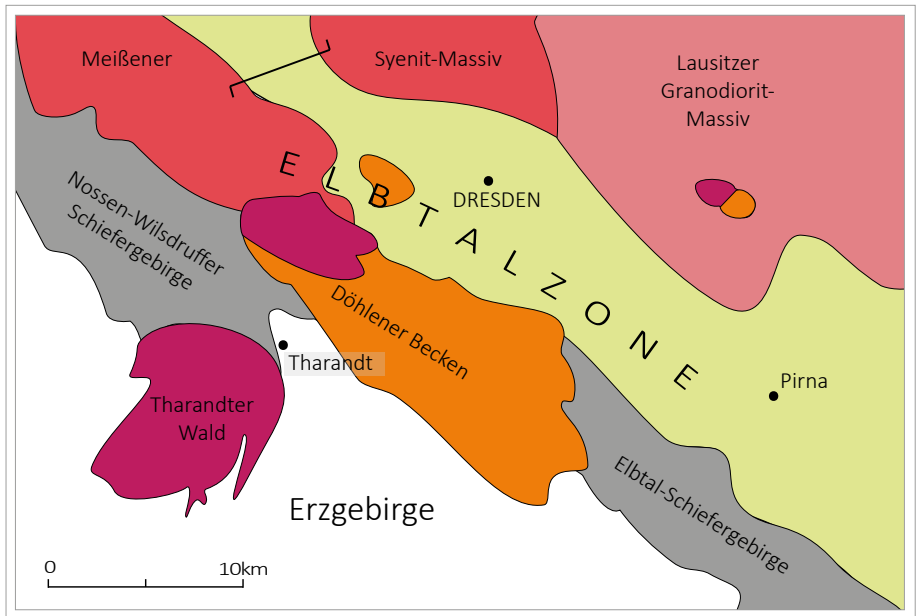 Meißener
Syenit-Massiv
Lausitzer
Granodiorit-
Massiv
ELBTALZONE
DRESDEN
Nossen-Wilsdruffer
Schiefergebirge
Döhlener Becken
Tharandt
Pirna
Tharandter
Wald
Elbtal-Schiefergebirge
Erzgebirge
0 10km